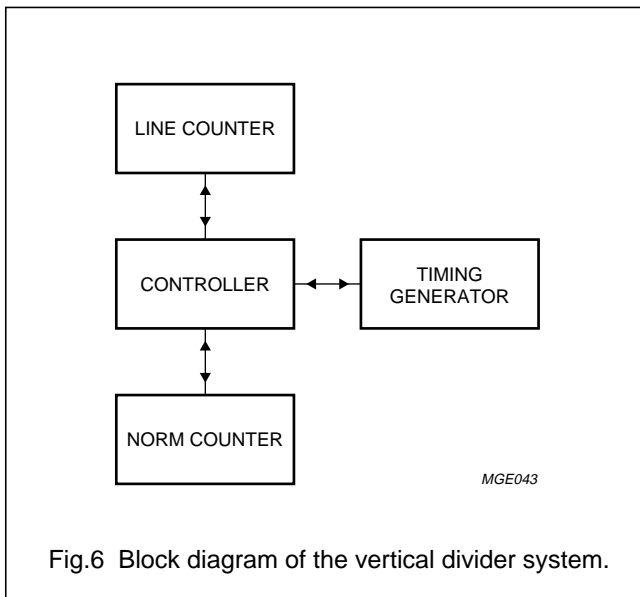 LINE COUNTER
CONTROLLER
TIMING
GENERATOR
NORM COUNTER
MGE043
Fig.6 Block diagram of the vertical divider system.